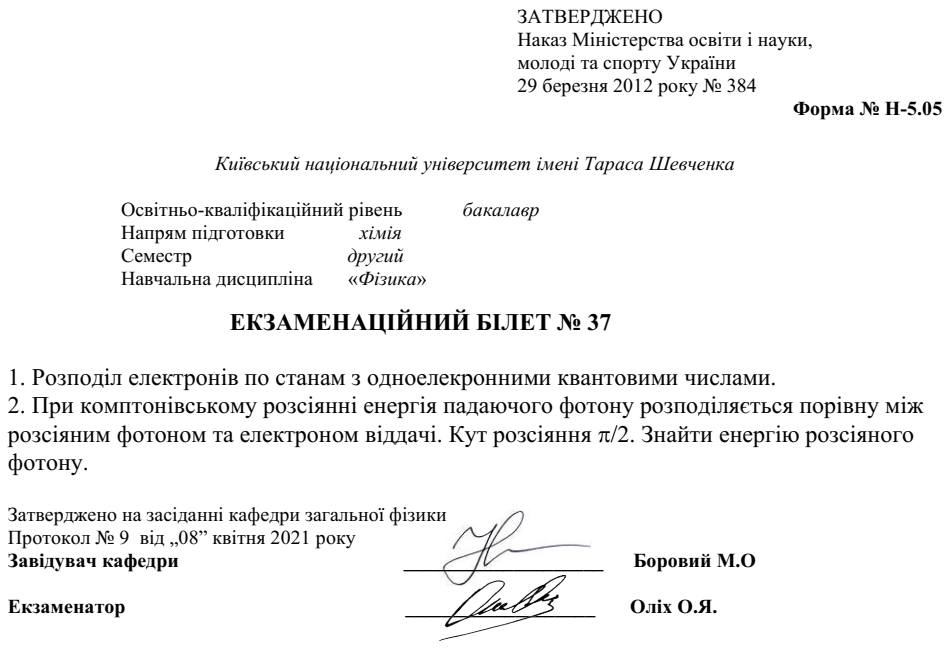 ЗАТВЕРДЖЕНО
Наказ Міністерства освіти і науки,
молоді та спорту України
29 березня 2012 року № 384
Форма № Н-5.05
Київський національний університет імені Тараса Шевченка
Освітньо-кваліфікаційний рівень бакалавр
Напрям підготовки хімія
Семестр другий
Навчальна дисципліна «Фізика»
ЕКЗАМЕНАЦІЙНИЙ БІЛЕТ № 37
1. Розподіл електронів по станам з одноелекронними квантовими числами.
2. При комптонівському розсіянні енергія падаючого фотону розподіляється порівну між
розсіяним фотоном та електроном віддачі. Кут розсіяння π/2. Знайти енергію розсіяного
фотону.
Затверджено на засіданні кафедри загальної фізики
Протокол № 9 від „08” квітня 2021 року
Завідувач кафедри Боровий М.О
Екзаменатор Оліх О.Я.